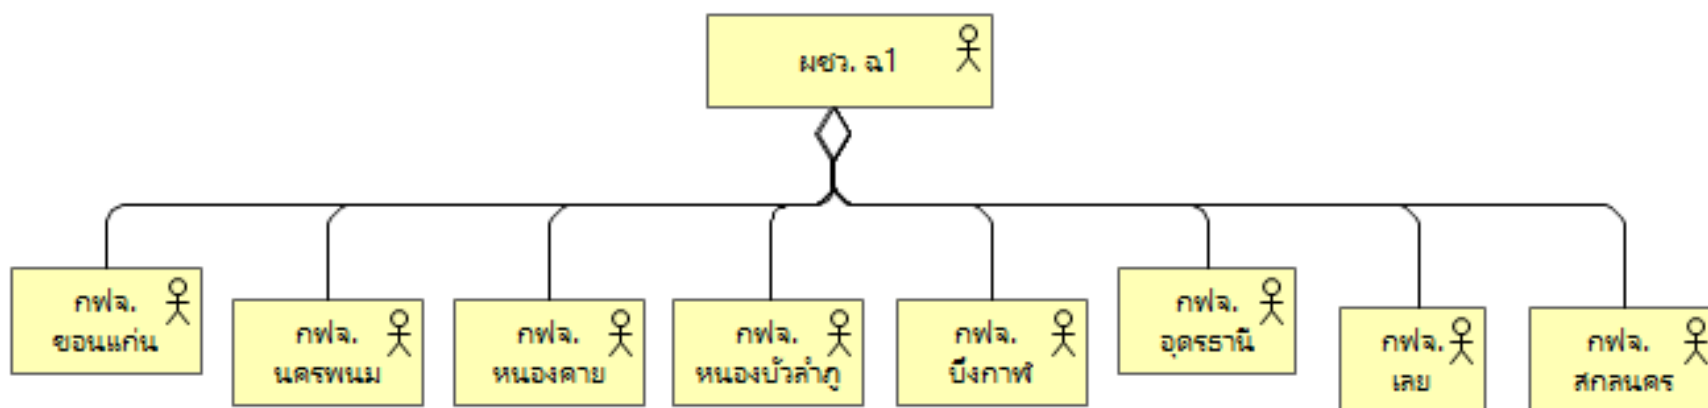 ผชว. ฉ1
กฟจ.
ขอนแก่น
กฟจ.
นครพนม
กฟจ.
หนองคาย
กฟจ.
หนองบัวลำภู
กฟจ.
บึงกาฬ
กฟจ.
อุดรธานี
กฟจ.
เลย
กฟจ.
สกลนคร